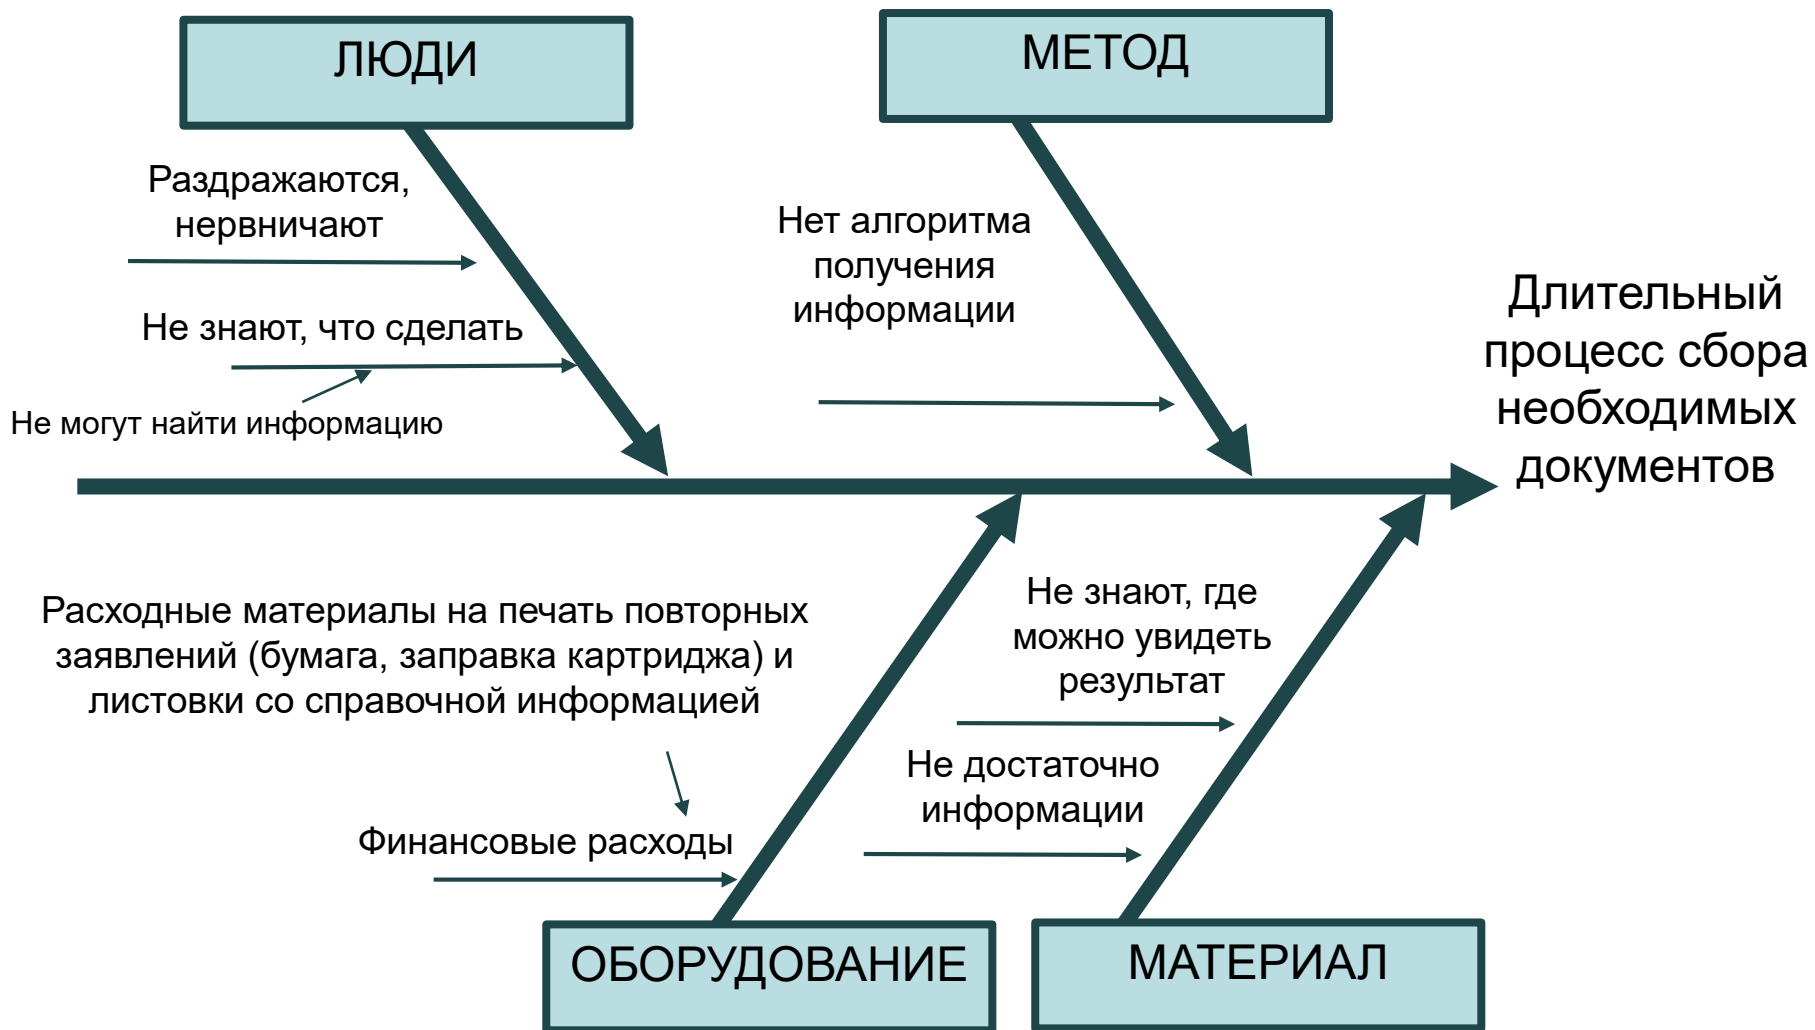 ЛЮДИ
МЕТОД
Раздражаются,
нервничают
Нет алгоритма
получения
информации
Не знают, что сделать
Не могут найти информацию
Длительный
процесс сбора
необходимых
документов
Расходные материалы на печать повторных
заявлений (бумага, заправка картриджа) и
листовки со справочной информацией
Финансовые расходы
Не знают, где
можно увидеть
результат
Не достаточно
информации
ОБОРУДОВАНИЕ
МАТЕРИАЛ